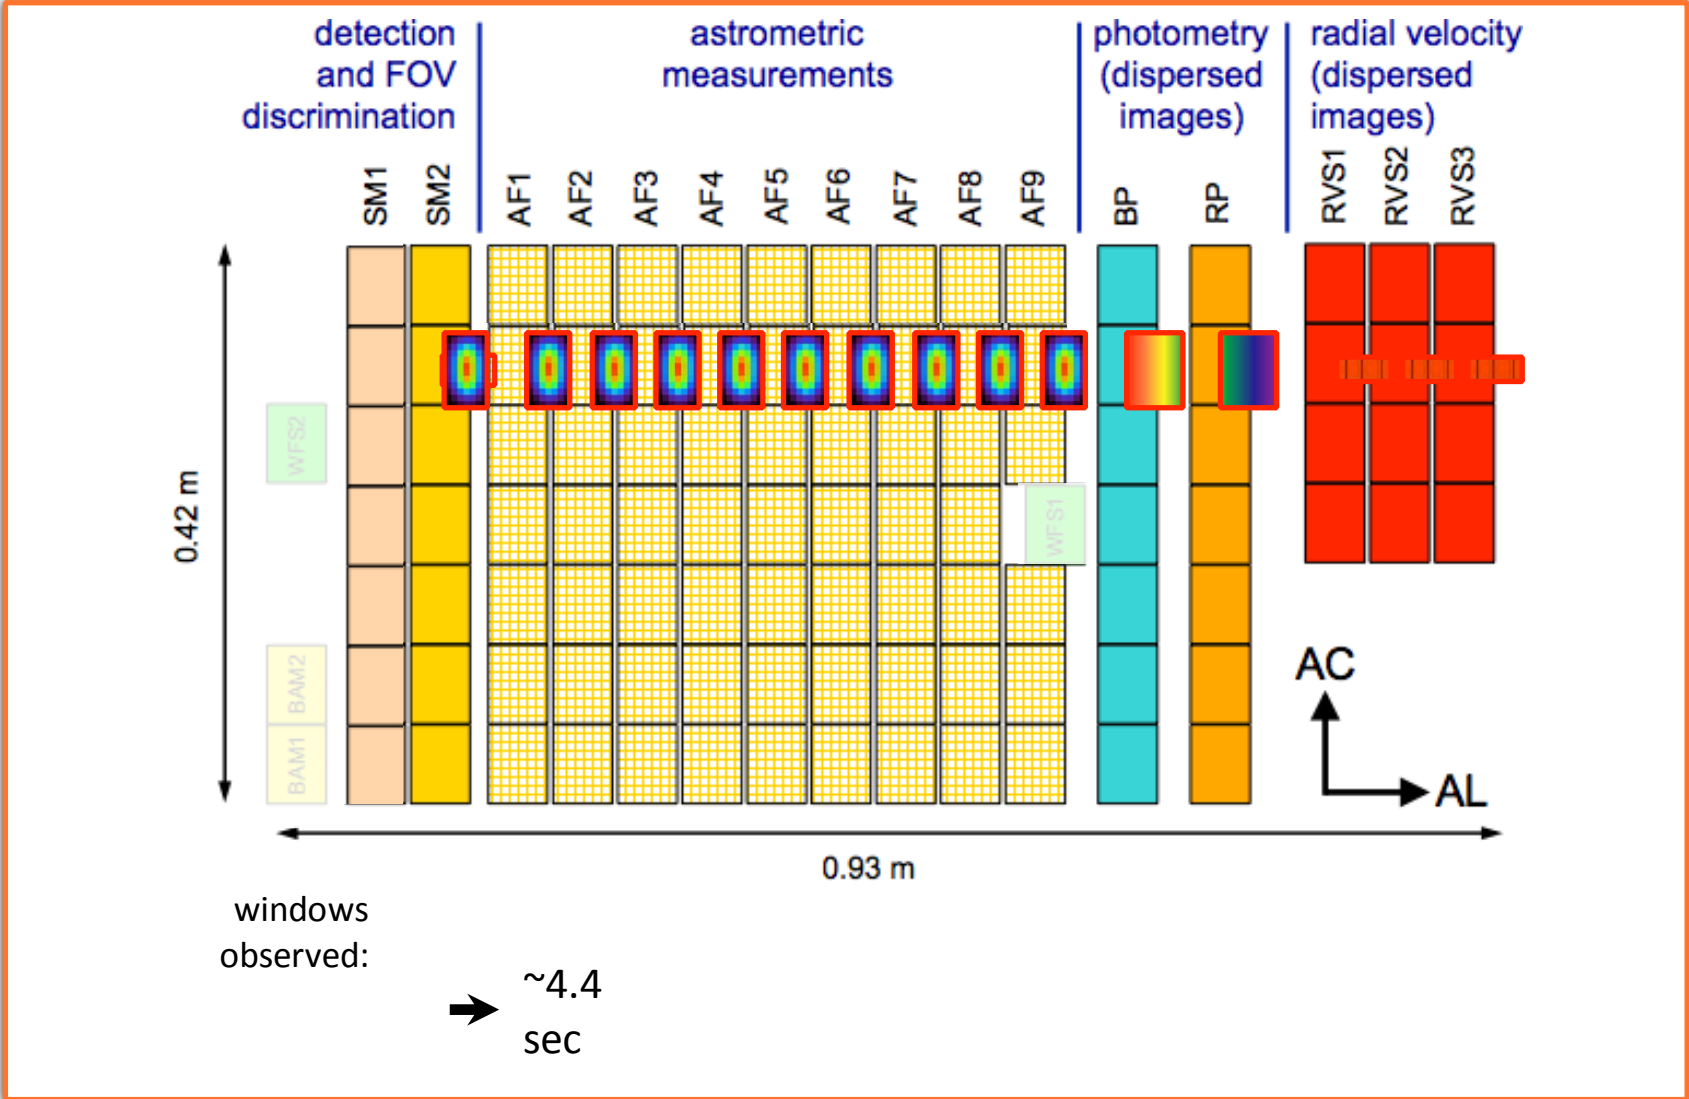 detection
and FOV
discrimination
astrometric
measurements
photometry
(dispersed
images)
radial velocity
(dispersed
images)
SM1
SM2
AF1
AF2
AF3
AF4
AF5
AF6
AF7
AF8
AF9
BP
RP
RVS1
RVS2
RVS3
WFS2
0.42 m
WFS1
BAM2
BAM1
AC
AL
0.93 m
windows
observed:
~4.4
sec